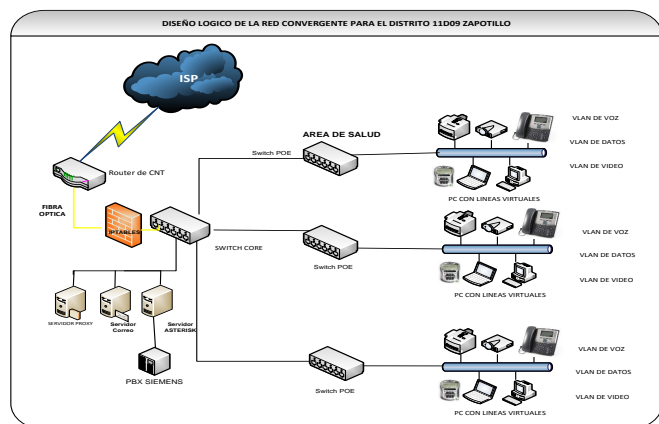 DISEÑO LOGICO DE LA RED CONVERGENTE PARA EL DISTRITO 11D09 ZAPOTILLO
ISP
Router de CNT
FIBRA
OPTICA
IPTABLES
SWITCH CORE
SERVIDOR PROXY
Servidor
Correo
Servidor
ASTERISK
PBX SIEMENS
Switch POE
AREA DE SALUD
VLAN DE VOZ
VLAN DE DATOS
VLAN DE VIDEO
PC CON LINEAS VIRTUALES
Switch POE
VLAN DE VOZ
VLAN DE DATOS
VLAN DE VIDEO
PC CON LINEAS VIRTUALES
Switch POE
VLAN DE VOZ
VLAN DE DATOS
VLAN DE VIDEO
PC CON LINEAS VIRTUALES